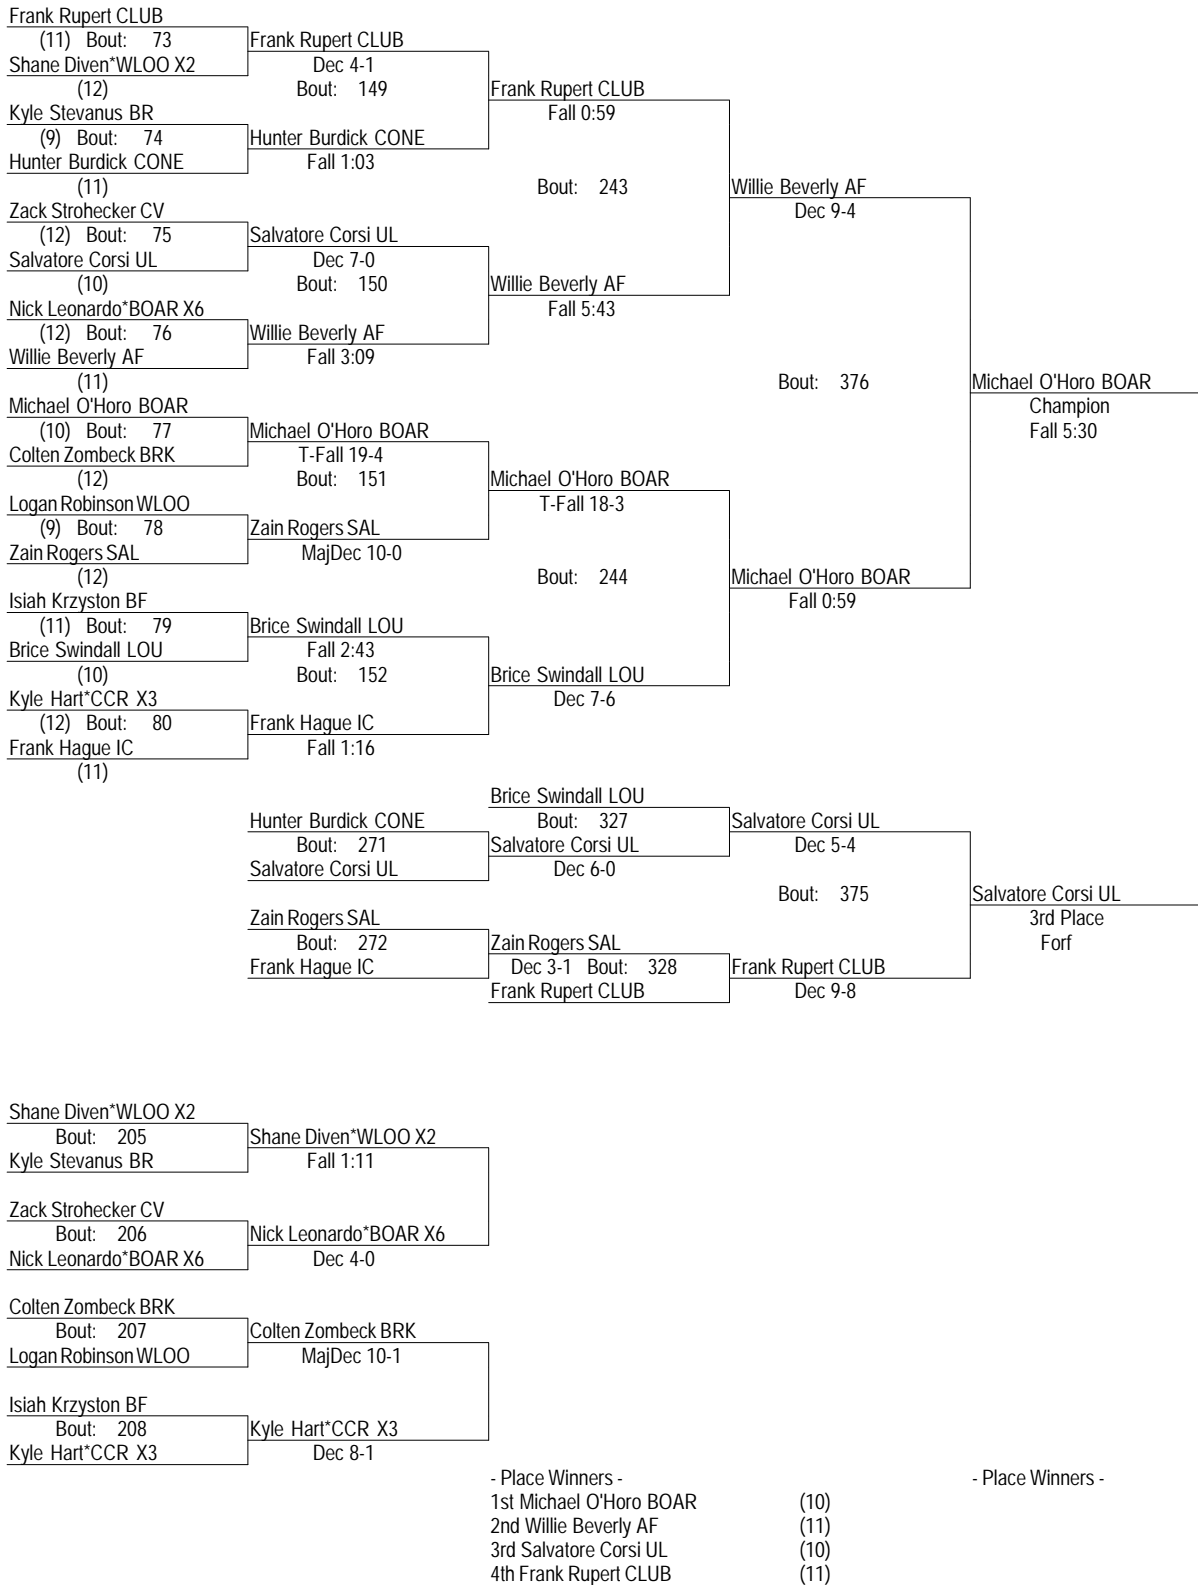 Frank Rupert CLUB
(11) Bout: 73 Frank Rupert CLUB
Shane Diven*WLOO X2 Dec 4-1
(12) Bout: 149 Frank Rupert CLUB
Kyle Stevanus BR Fall 0:59
(9) Bout: 74 Hunter Burdick CONE
Hunter Burdick CONE Fall 1:03
(11) Bout: 243 Willie Beverly AF
Zack Strohecker CV Dec 9-4
(12) Bout: 75 Salvatore Corsi UL
Salvatore Corsi UL Dec 7-0
(10) Bout: 150 Willie Beverly AF
Nick Leonardo*BOAR X6 Fall 5:43
(12) Bout: 76 Willie Beverly AF
Willie Beverly AF Fall 3:09
(11) Bout: 376 Michael O'Horo BOAR
Michael O'Horo BOAR Champion
(10) Bout: 77 Michael O'Horo BOAR Fall 5:30
Colten Zombeck BRK T-Fall 19-4
(12) Bout: 151 Michael O'Horo BOAR
Logan Robinson WLOO T-Fall 18-3
(9) Bout: 78 Zain Rogers SAL
Zain Rogers SAL MajDec 10-0
(12) Bout: 244 Michael O'Horo BOAR
Isiah Krzyston BF Fall 0:59
(11) Bout: 79 Brice Swindall LOU
Brice Swindall LOU Fall 2:43
(10) Bout: 152 Brice Swindall LOU
Kyle Hart*CCR X3 Dec 7-6
(12) Bout: 80 Frank Hague IC
Frank Hague IC Fall 1:16
(11)
Brice Swindall LOU
Hunter Burdick CONE Bout: 327 Salvatore Corsi UL
Bout: 271 Salvatore Corsi UL Dec 5-4
Salvatore Corsi UL Dec 6-0
Bout: 375 Salvatore Corsi UL
Zain Rogers SAL 3rd Place
Bout: 272 Zain Rogers SAL Forf
Frank Hague IC Dec 3-1 Bout: 328 Frank Rupert CLUB
Frank Rupert CLUB Dec 9-8
Shane Diven*WLOO X2
Bout: 205 Shane Diven*WLOO X2
Kyle Stevanus BR Fall 1:11
Zack Strohecker CV
Bout: 206 Nick Leonardo*BOAR X6
Nick Leonardo*BOAR X6 Dec 4-0
Colten Zombeck BRK
Bout: 207 Colten Zombeck BRK
Logan Robinson WLOO MajDec 10-1
Isiah Krzyston BF
Bout: 208 Kyle Hart*CCR X3
Kyle Hart*CCR X3 Dec 8-1
- Place Winners - - Place Winners -
1st Michael O'Horo BOAR (10)
2nd Willie Beverly AF (11)
3rd Salvatore Corsi UL (10)
4th Frank Rupert CLUB (11)